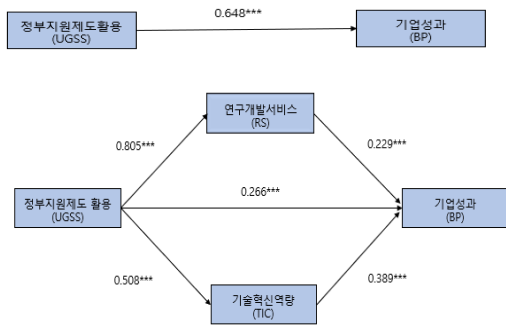 0.648***
정부지원제도활용
(UGSS)
기업성과
(BP)
연구개발서비스
(RS)
0.805***
0.229***
정부지원제도 활용
(UGSS)
0.266***
기업성과
(BP)
0.508***
0.389***
기술혁신역량
(TIC)